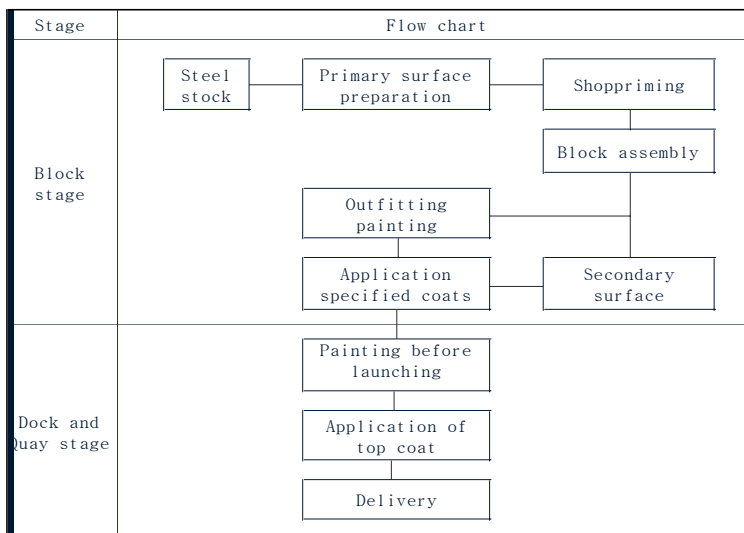 Stage
Flow chart
Steel
stock
Primary surface
preparation
Shoppriming
Block assembly
Block
stage
Outfitting
painting
Application
specified coats
Secondary
surface
Painting before
launching
Dock and
Quay stage
Application of
top coat
Delivery